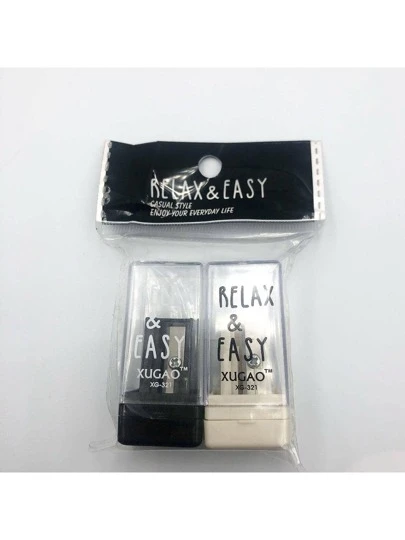 RELAX & EASY
CASUAL STYLE
ENJOY YOUR EVERYDAY LIFE
&
EASY
XUGAO™
XG-321
RELAX
&
EASY
XUGAO™
XG-321